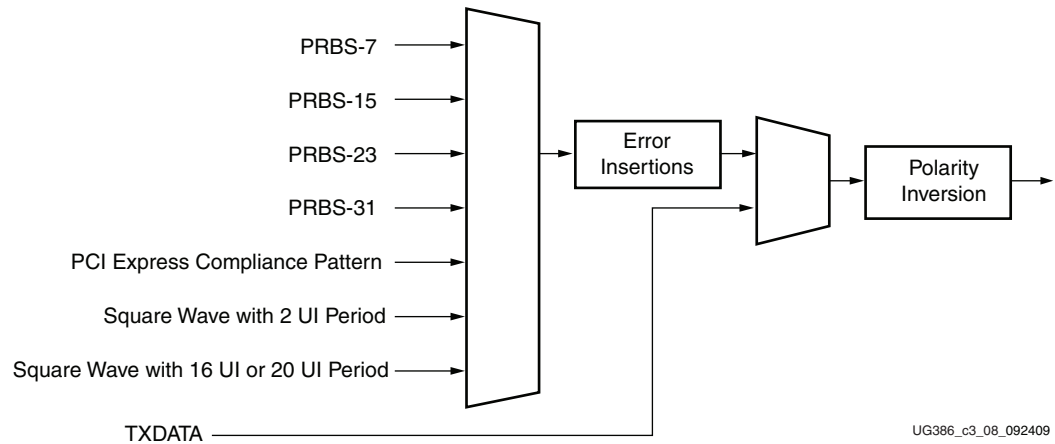 PRBS-7
PRBS-15
PRBS-23
PRBS-31
PCI Express Compliance Pattern
Square Wave with 2 UI Period
Square Wave with 16 UI or 20 UI Period
TXDATA
Error
Insertions
Polarity
Inversion
UG386_c3_08_092409